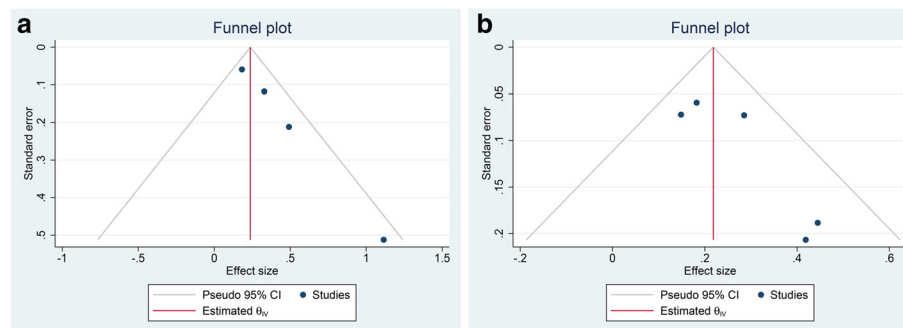 a
Funnel plot
0
.1
.2
.3
.4
.5
Standard error
-1 -.5 0 .5 1 1.5
Effect size
Pseudo 95% CI Studies
Estimated θIV
b
Funnel plot
0
.05
.1
.15
.2
Standard error
-.2 0 .2 .4 .6
Effect size
Pseudo 95% CI Studies
Estimated θIV